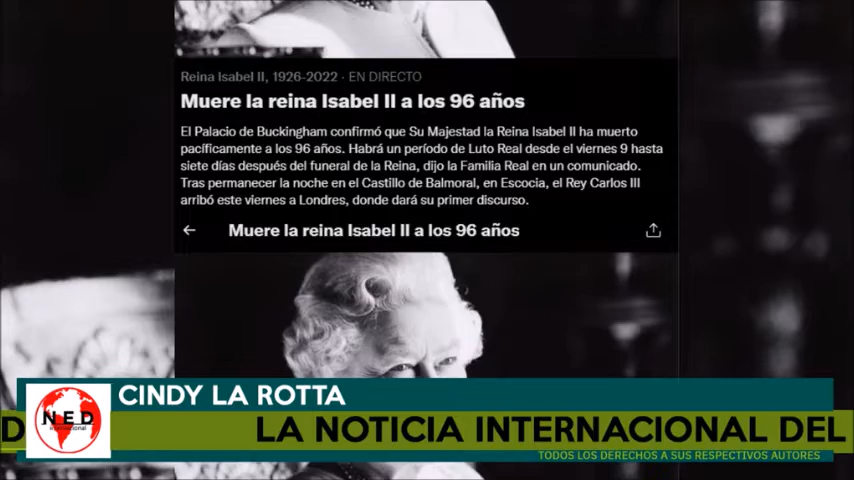 Reina Isabel II, 1926-2022 · EN DIRECTO
Muere la reina Isabel II a los 96 años
El Palacio de Buckingham confirmó que Su Majestad la Reina Isabel II ha muerto
pacíficamente a los 96 años. Habrá un período de Luto Real desde el viernes 9 hasta
siete días después del funeral de la Reina, dijo la Familia Real en un comunicado.
Tras permanecer la noche en el Castillo de Balmoral, en Escocia, el Rey Carlos III
arribó este viernes a Londres, donde dará su primer discurso.
Muere la reina Isabel II a los 96 años
CINDY LA ROTTA
N.E.D
internacional
D
LA NOTICIA INTERNACIONAL DEL
TODOS LOS DERECHOS A SUS RESPECTIVOS AUTORES